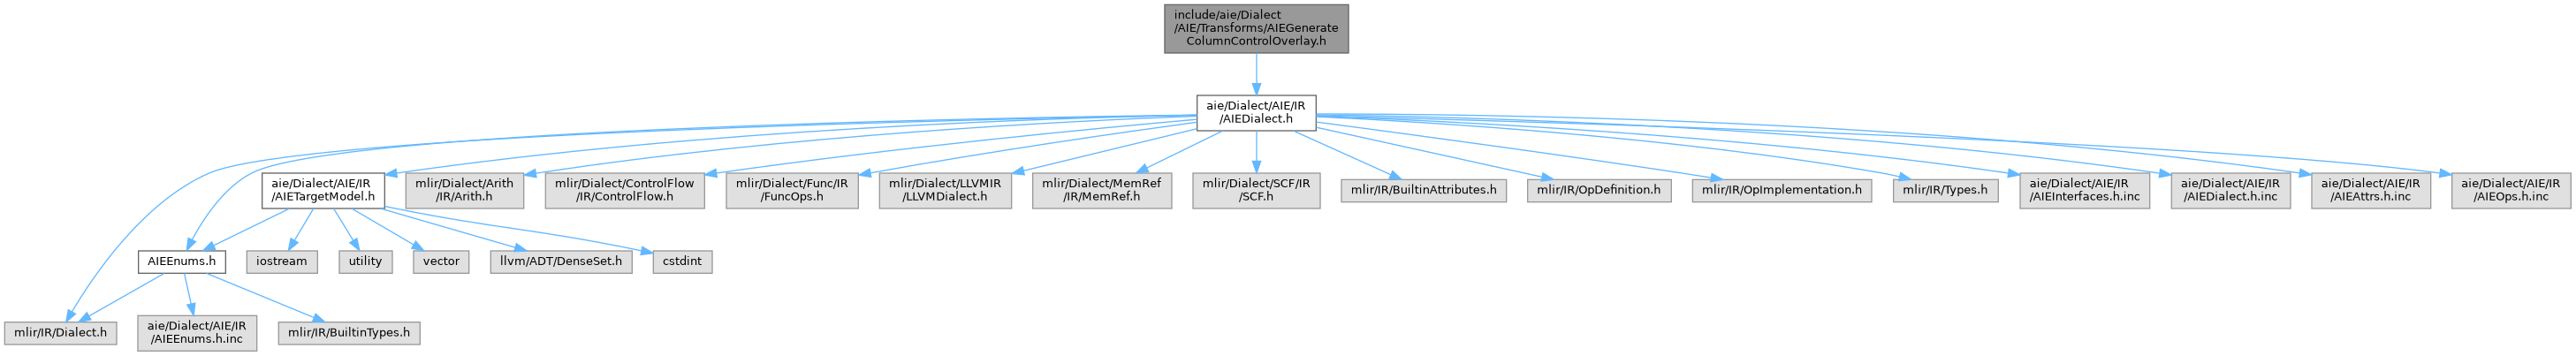 include/aie/Dialect
/AIE/Transforms/AIEGenerate
ColumnControlOverlay.h
aie/Dialect/AIE/IR
/AIEDialect.h
aie/Dialect/AIE/IR
/AIETargetModel.h
mlir/Dialect/Arith
/IR/Arith.h
mlir/Dialect/ControlFlow
/IR/ControlFlow.h
mlir/Dialect/Func/IR
/FuncOps.h
mlir/Dialect/LLVMIR
/LLVMDialect.h
mlir/Dialect/MemRef
/IR/MemRef.h
mlir/Dialect/SCF/IR
/SCF.h
mlir/IR/BuiltinAttributes.h
mlir/IR/OpDefinition.h
mlir/IR/OpImplementation.h
mlir/IR/Types.h
aie/Dialect/AIE/IR
/AIEInterfaces.h.inc
aie/Dialect/AIE/IR
/AIEDialect.h.inc
aie/Dialect/AIE/IR
/AIEAttrs.h.inc
aie/Dialect/AIE/IR
/AIEOps.h.inc
AIEEnums.h
iostream
utility
vector
llvm/ADT/DenseSet.h
cstdint
mlir/IR/Dialect.h
aie/Dialect/AIE/IR
/AIEEnums.h.inc
mlir/IR/BuiltinTypes.h